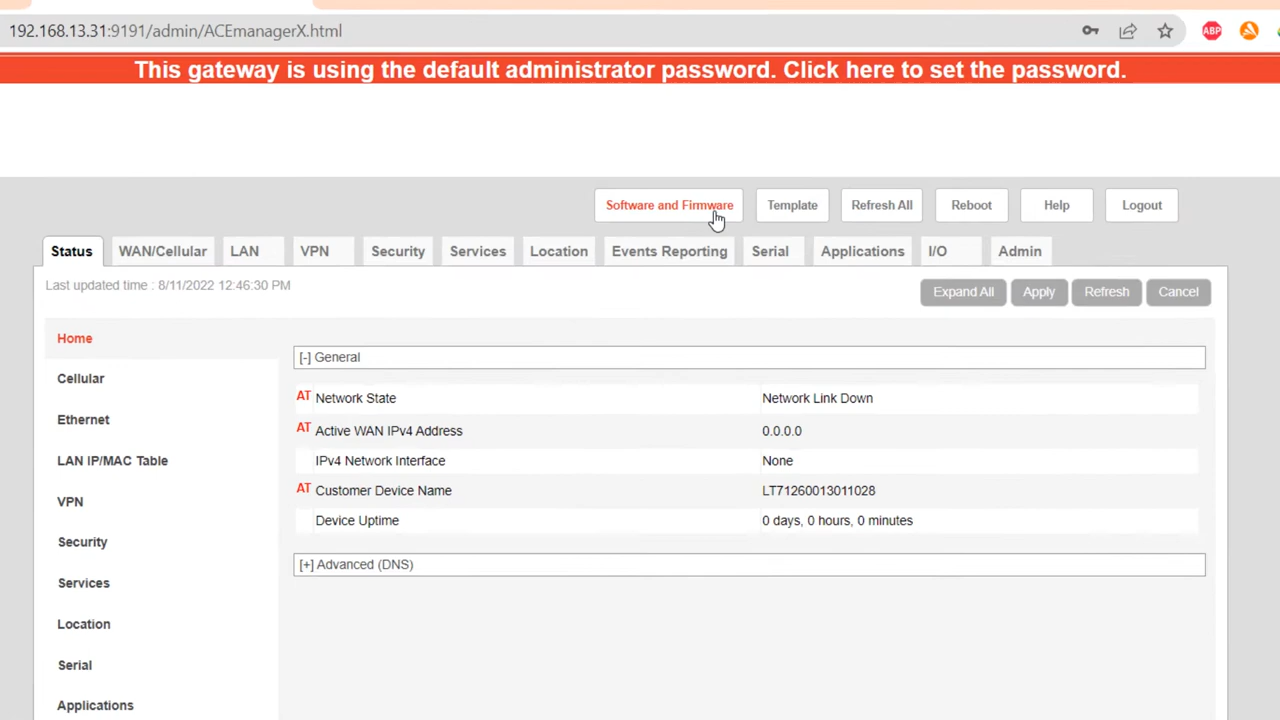 192.168.13.31:9191/admin/ACEmanagerX.html
ABP
This gateway is using the default administrator password. Click here to set the password.
Software and Firmware
Template
Refresh All
Reboot
Help
Logout
Status
WAN/Cellular
LAN
VPN
Security
Services
Location
Events Reporting
Serial
Applications
I/O
Admin
Last updated time : 8/11/2022 12:46:30 PM
Expand All
Apply
Refresh
Cancel
Home
Cellular
Ethernet
LAN IP/MAC Table
VPN
Security
Services
Location
Serial
Applications
[-] General
AT Network State Network Link Down
AT Active WAN IPv4 Address 0.0.0.0
IPv4 Network Interface None
AT Customer Device Name LT71260013011028
Device Uptime 0 days, 0 hours, 0 minutes
[+] Advanced (DNS)